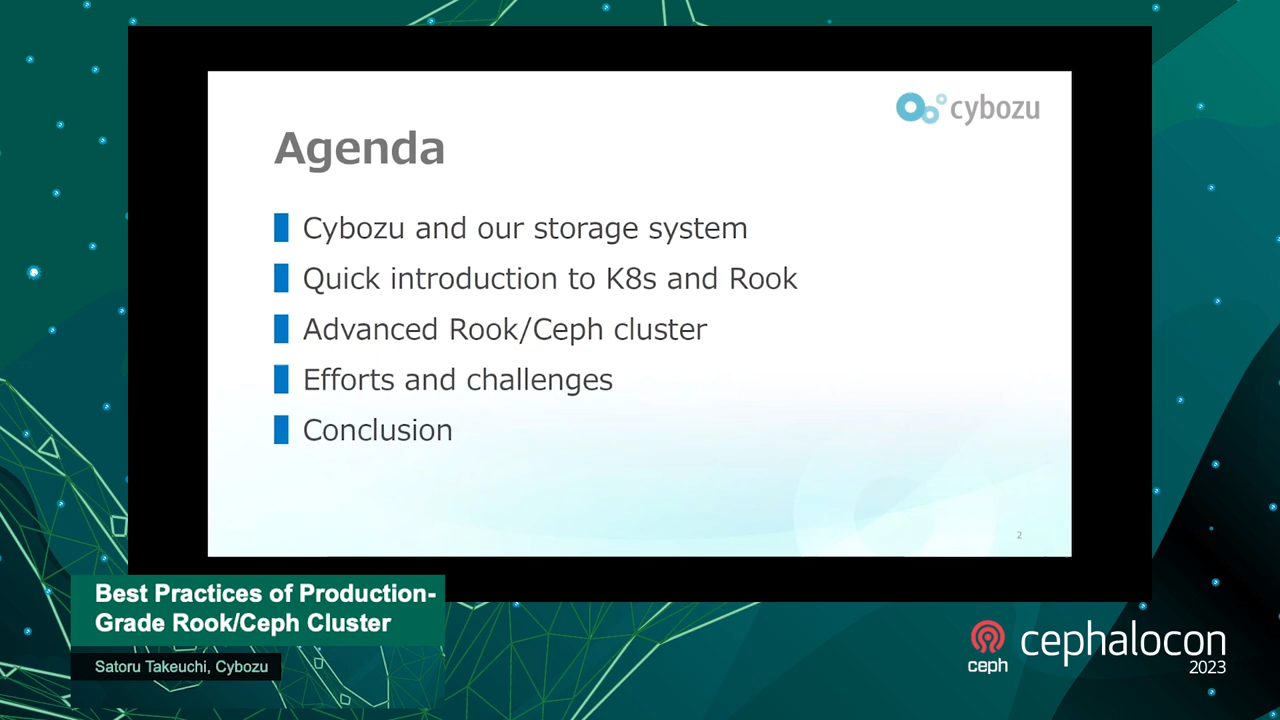 cybozu
Agenda
Cybozu and our storage system
Quick introduction to K8s and Rook
Advanced Rook/Ceph cluster
Efforts and challenges
Conclusion
2
Best Practices of Production-
Grade Rook/Ceph Cluster
Satoru Takeuchi, Cybozu
ceph
cephalocon
2023